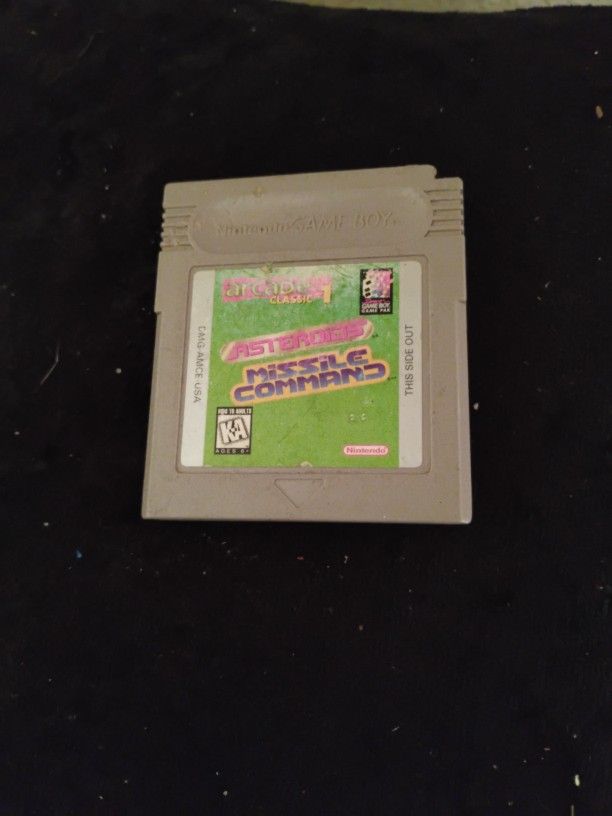 Nintendo GAME BOY
arcade
CLASSIC 1
GAME BOY
GAME PAK
ASTEROIDS
MISSILE
COMMAND
DMG-AMCE-USA
THIS SIDE OUT
KIDS TO ADULTS
KA
AGES 6+
Nintendo